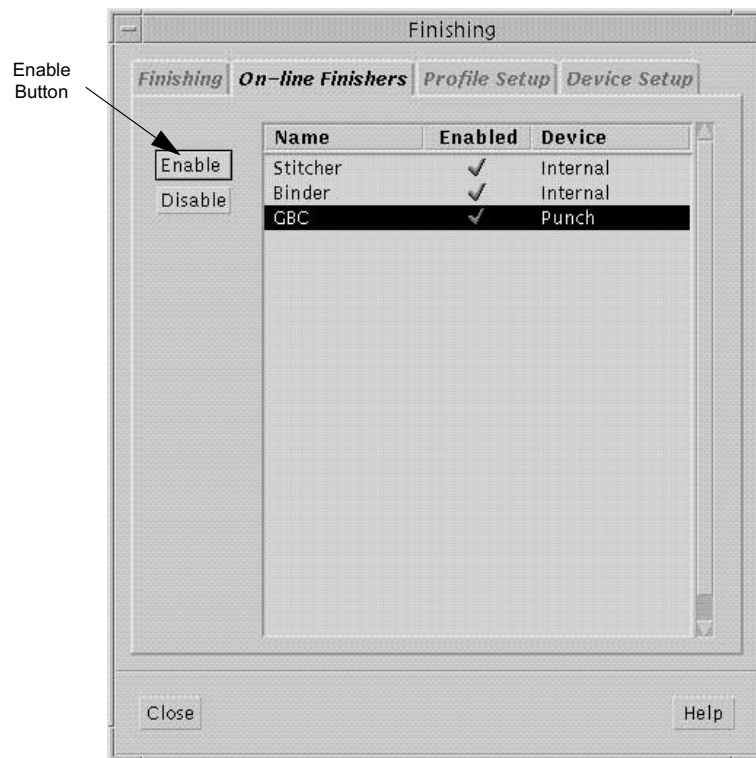 Finishing
Enable
Button
Finishing On-line Finishers Profile Setup Device Setup
Enable
Disable
Name Enabled Device
Stitcher Internal
Binder Internal
GBC Punch
Close Help